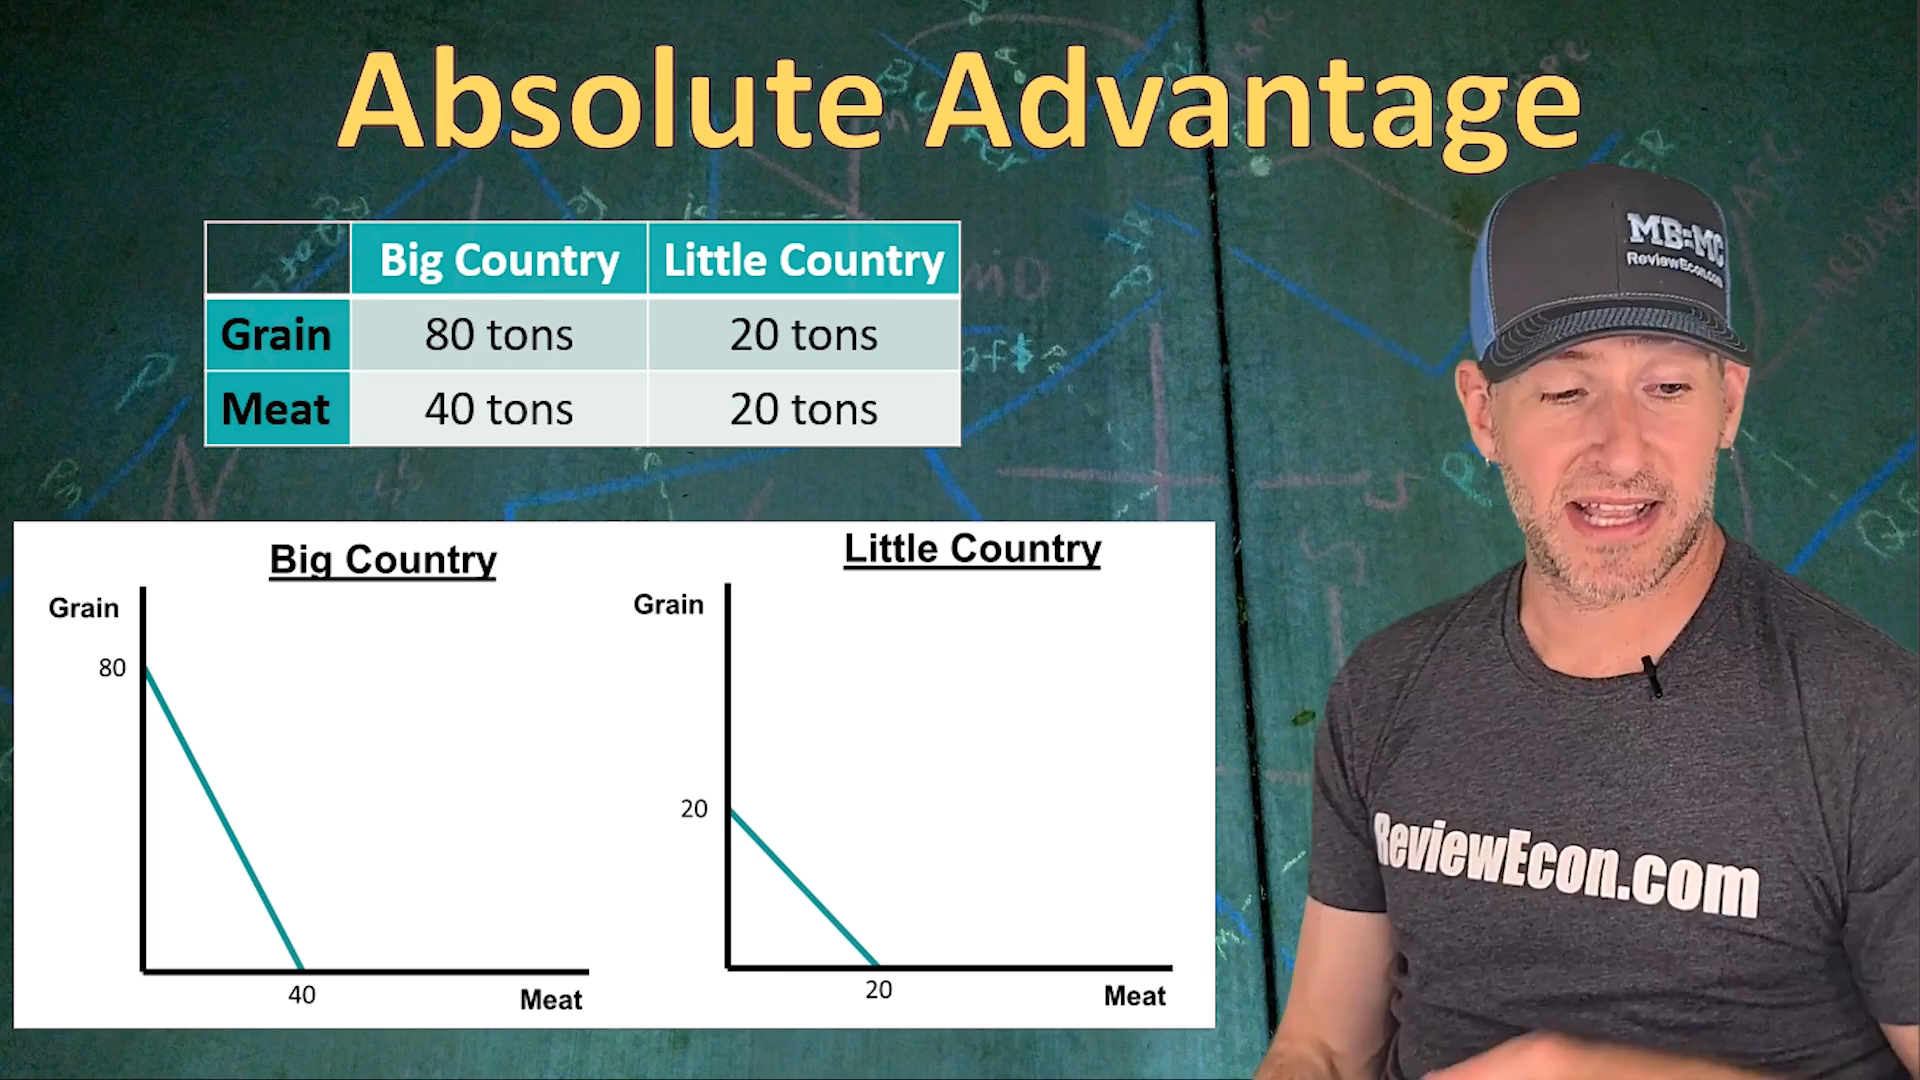 Absolute Advantage
Big Country Little Country
Grain 80 tons 20 tons
Meat 40 tons 20 tons
Big Country
Grain
80
40
Meat
Little Country
Grain
20
20
Meat
MB=MC
ReviewEcon.com
ReviewEcon.com